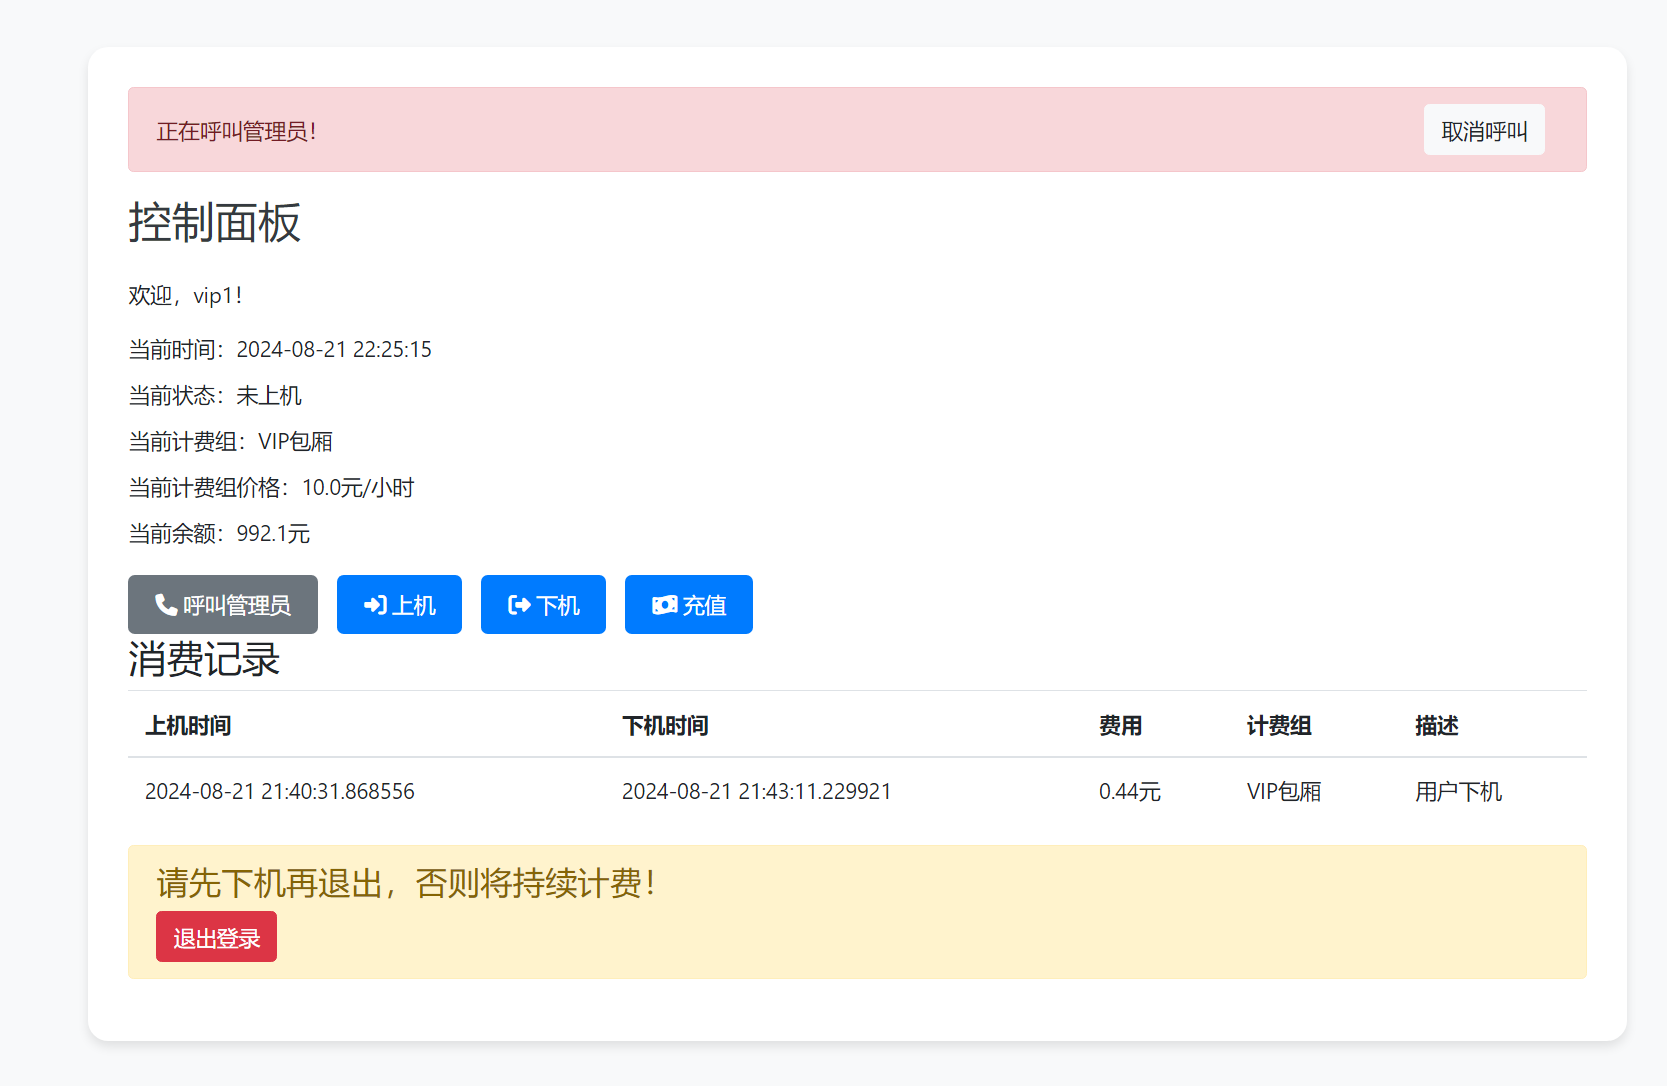 正在呼叫管理员！
取消呼叫
控制面板
欢迎，vip1！
当前时间：2024-08-21 22:25:15
当前状态：未上机
当前计费组：VIP包厢
当前计费组价格：10.0元/小时
当前余额：992.1元
呼叫管理员 上机 下机 充值
消费记录
上机时间 下机时间 费用 计费组 描述
2024-08-21 21:40:31.868556 2024-08-21 21:43:11.229921 0.44元 VIP包厢 用户下机
请先下机再退出，否则将持续计费！
退出登录